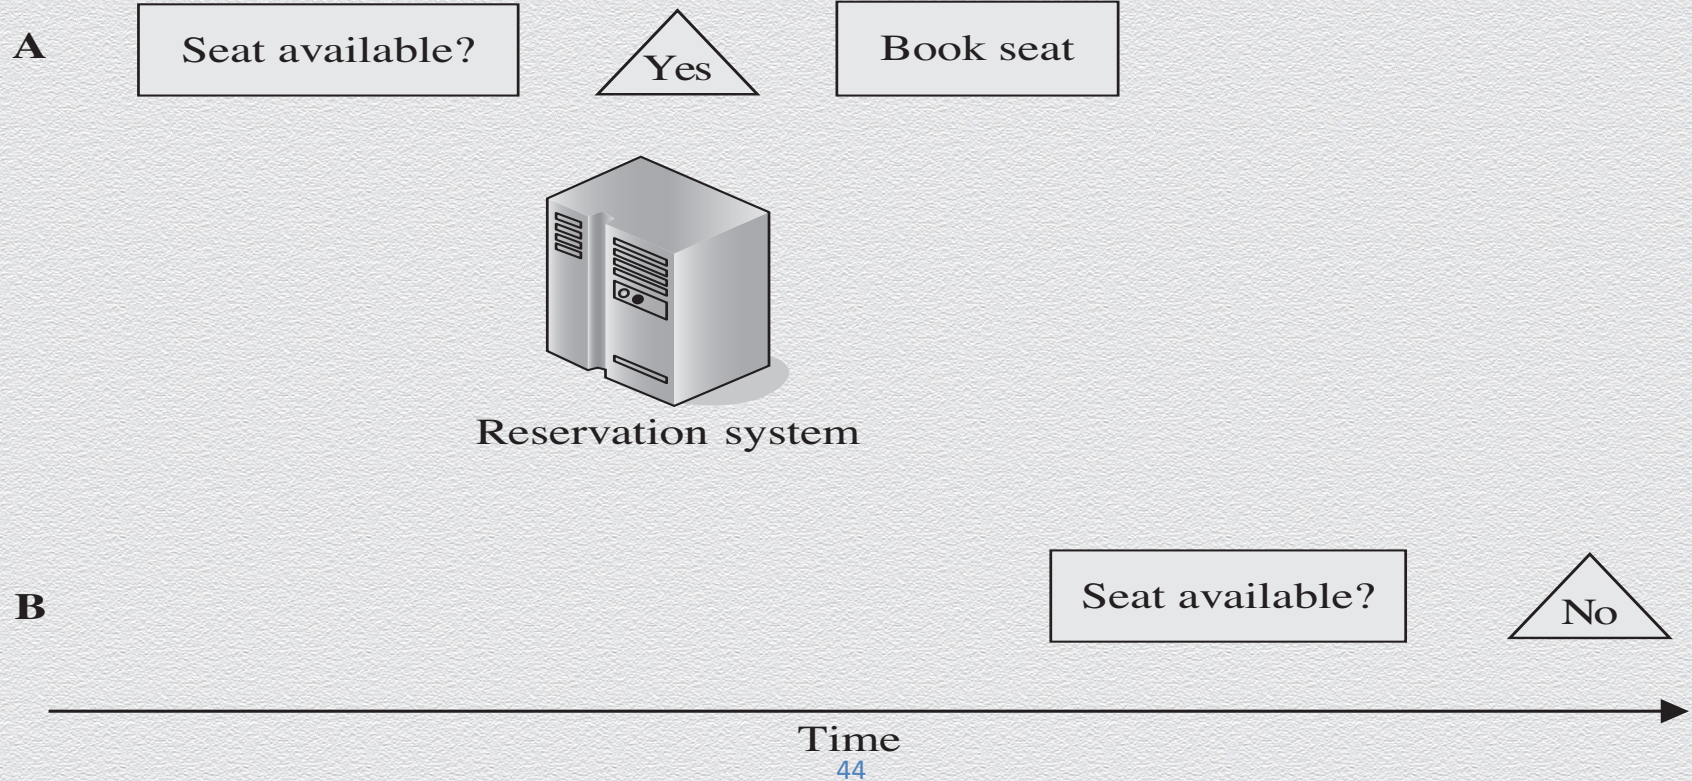 A
Seat available?
Yes
Book seat
Reservation system
B
Seat available?
No
Time
44